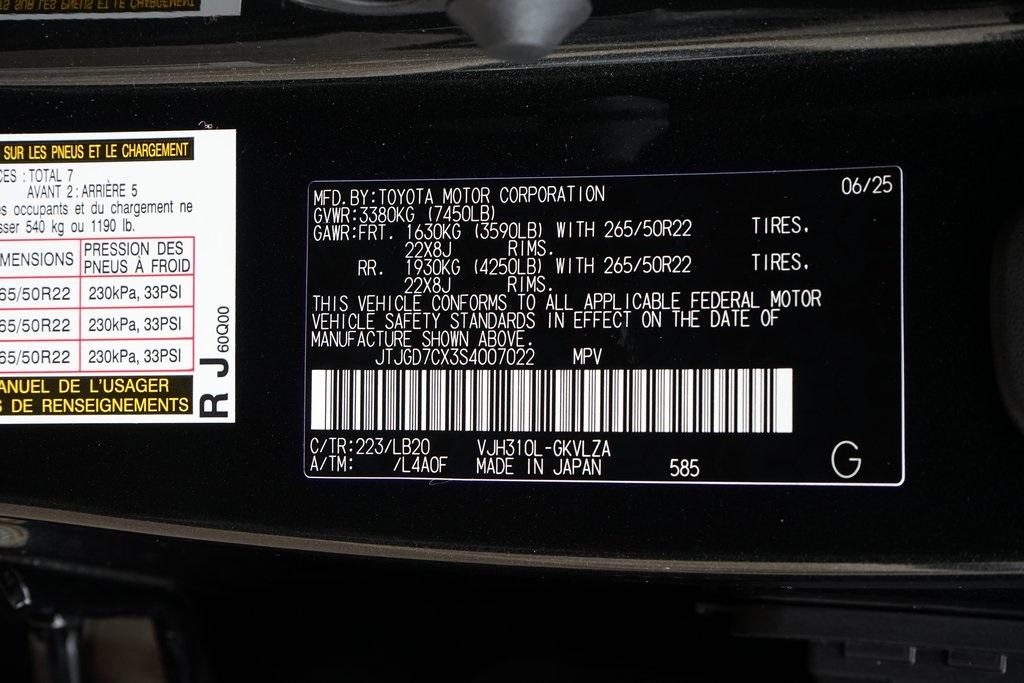 SUR LES PNEUS ET LE CHARGEMENT
CES : TOTAL 7
AVANT 2 : ARRIÈRE 5
es occupants et du chargement ne
sser 540 kg ou 1190 lb.
MENSIONS PRESSION DES PNEUS À FROID
65/50R22 230kPa, 33PSI
65/50R22 230kPa, 33PSI
65/50R22 230kPa, 33PSI
ANUEL DE L'USAGER
S DE RENSEIGNEMENTS
R J 60Q00
MFD. BY: TOYOTA MOTOR CORPORATION 06/25
GVWR: 3380KG (7450LB)
GAWR: FRT. 1630KG (3590LB) WITH 265/50R22 TIRES,
22X8J RIMS.
RR. 1930KG (4250LB) WITH 265/50R22 TIRES,
22X8J RIMS.
THIS VEHICLE CONFORMS TO ALL APPLICABLE FEDERAL MOTOR
VEHICLE SAFETY STANDARDS IN EFFECT ON THE DATE OF
MANUFACTURE SHOWN ABOVE.
JTJGD7CX3S4007022 MPV
C/TR: 223/LB20 VJH310L-GKVLZA
A/TM: /L4A0F MADE IN JAPAN 585 G